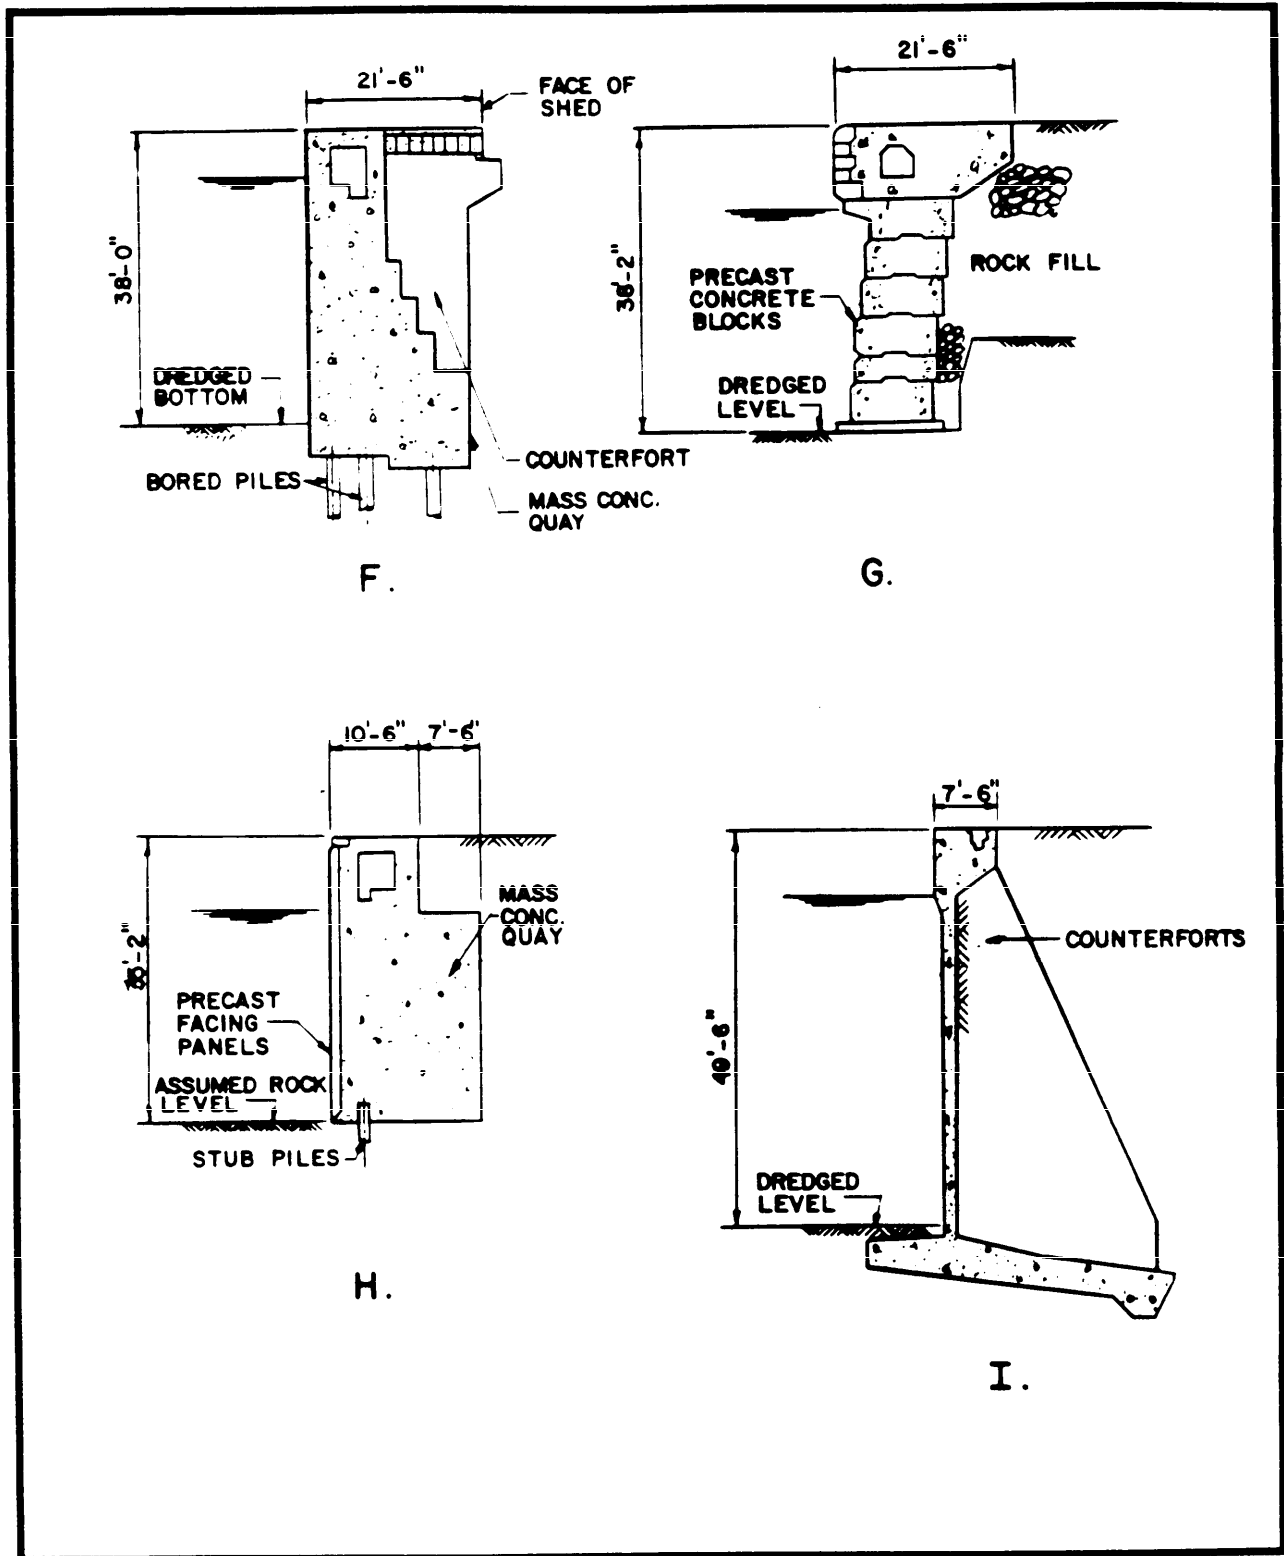 21'-6"
FACE OF
SHED
38'-0"
DREDGED
BOTTOM
BORED PILES
COUNTERFORT
MASS CONC.
QUAY
F.
21'-6"
38'-2"
PRECAST
CONCRETE
BLOCKS
ROCK FILL
DREDGED
LEVEL
G.
10'-6" 7'-6"
MASS
CONC.
QUAY
PRECAST
FACING
PANELS
ASSUMED ROCK
LEVEL
STUB PILES
H.
7'-6"
COUNTERFORTS
DREDGED
LEVEL
I.